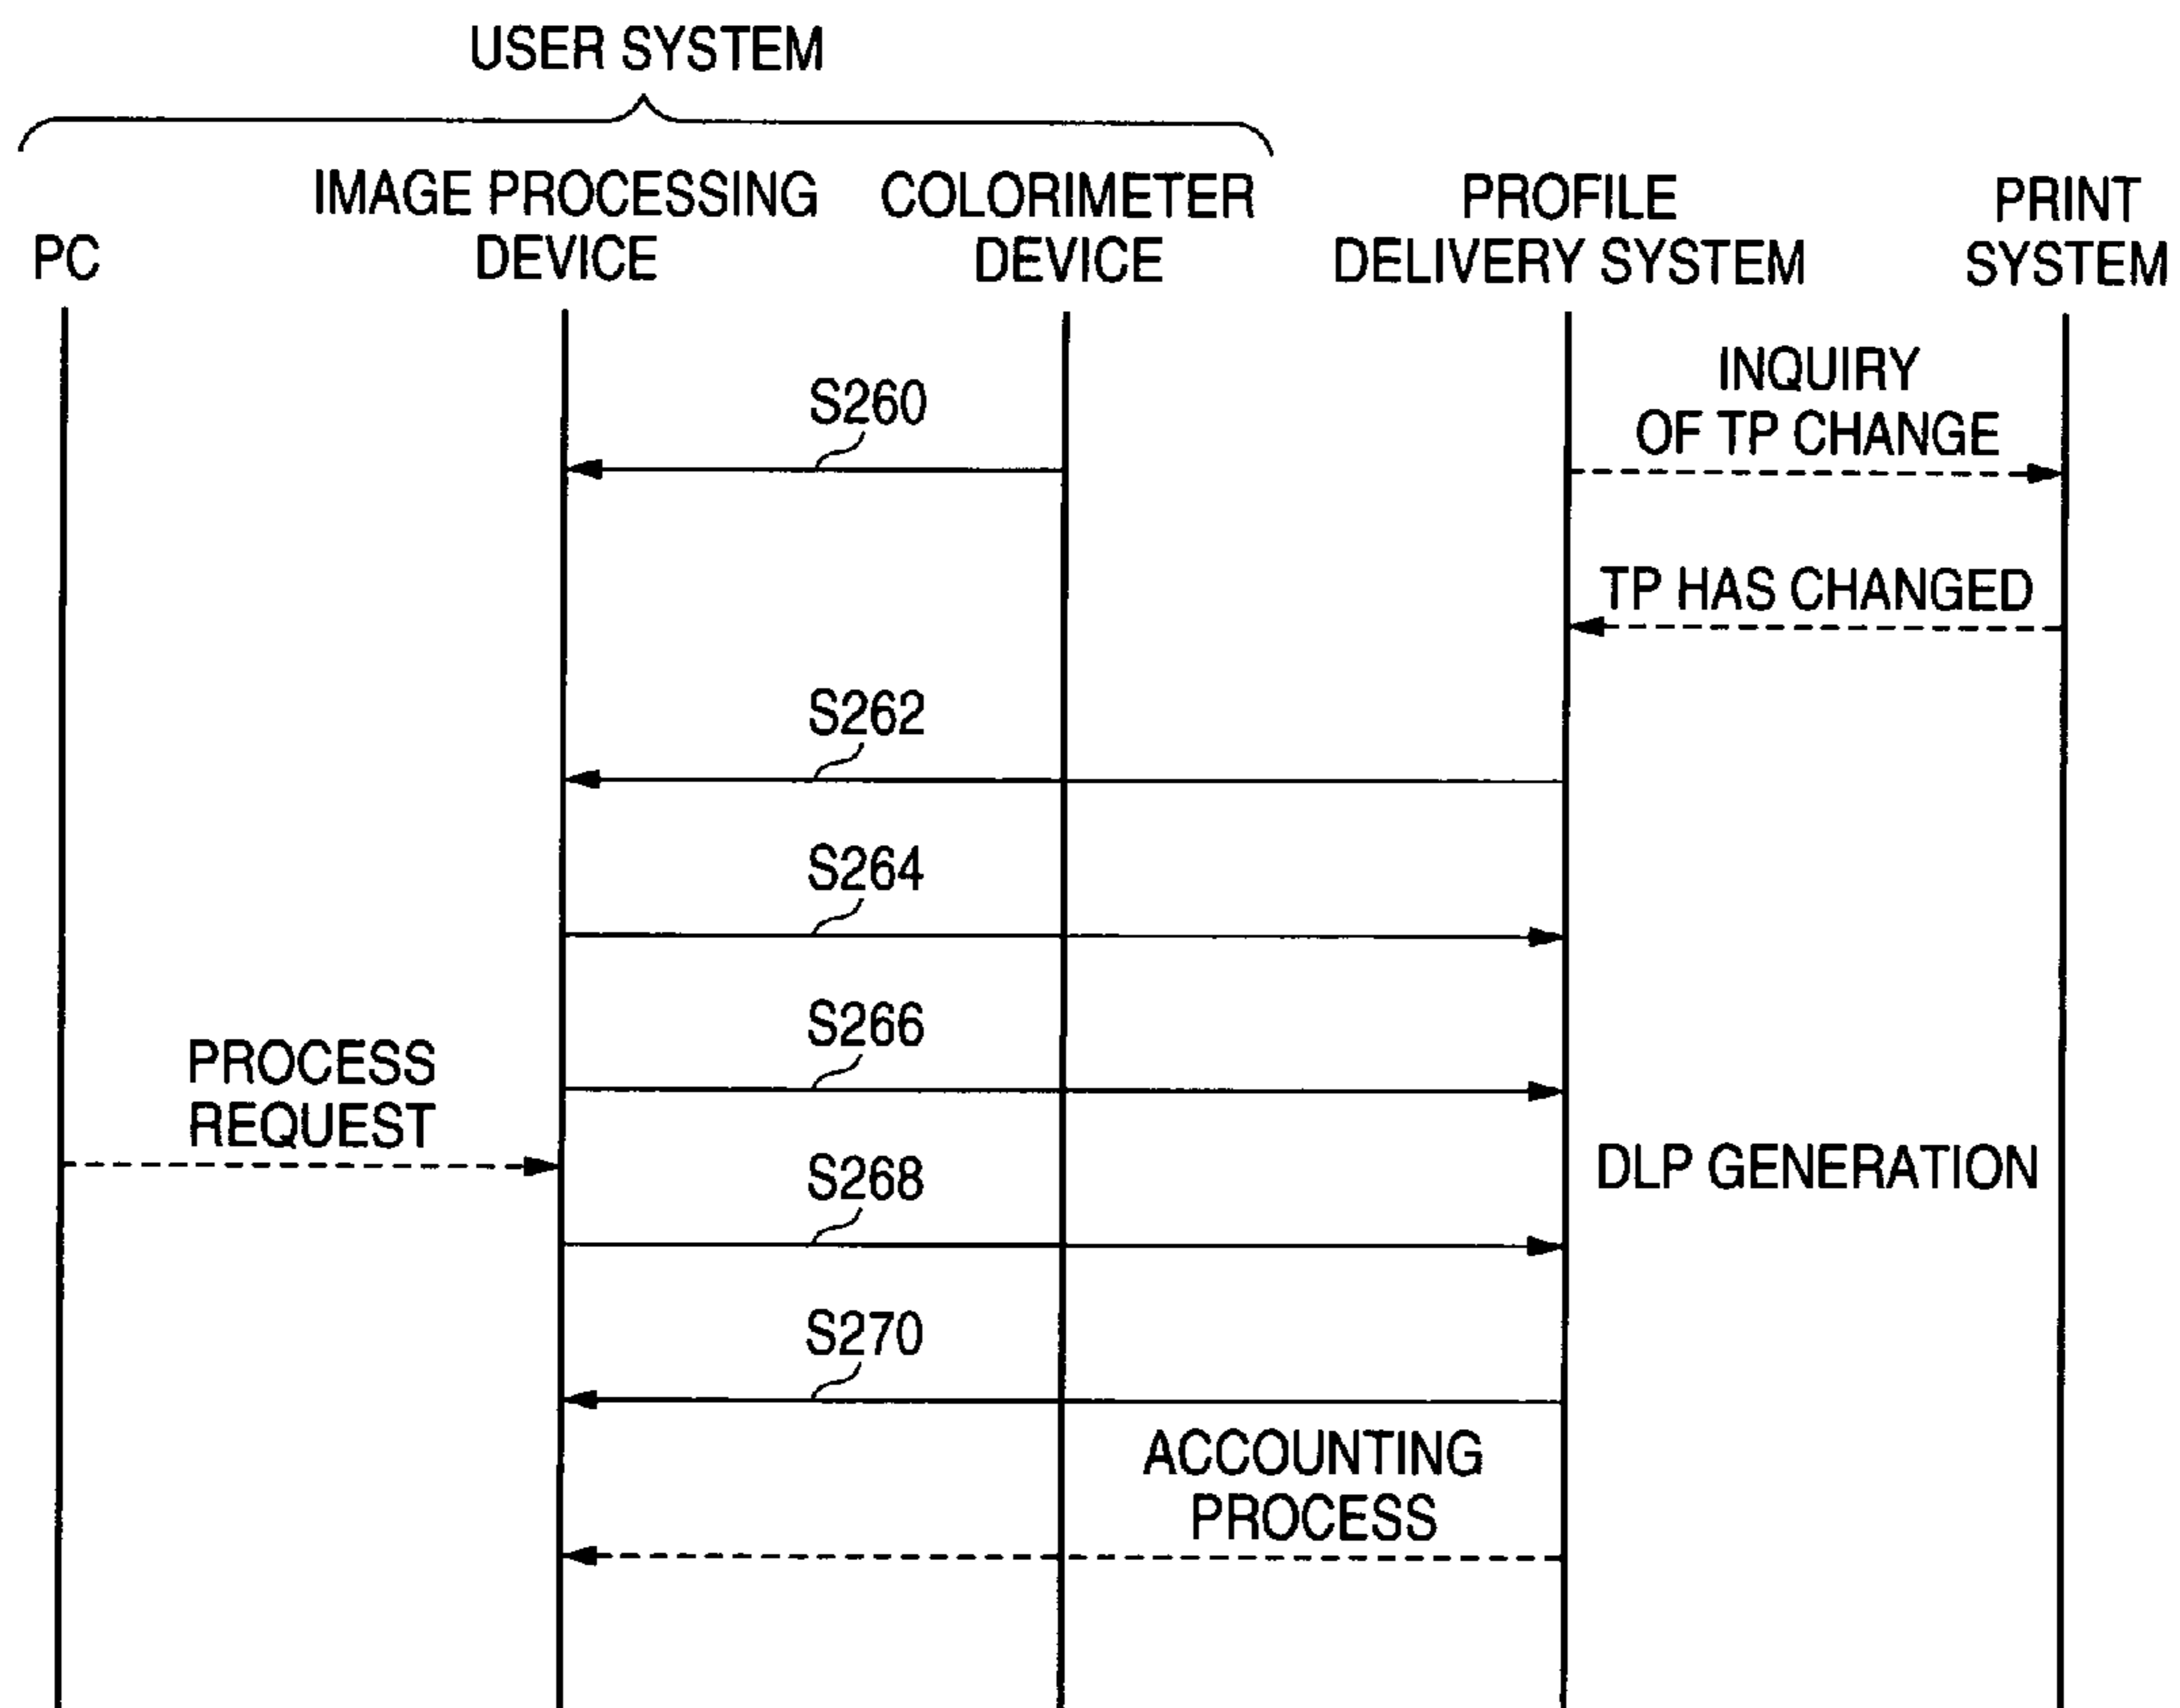 USER SYSTEM
PC
IMAGE PROCESSING
DEVICE
COLORIMETER
DEVICE
PROFILE
DELIVERY SYSTEM
PRINT
SYSTEM
S260
INQUIRY
OF TP CHANGE
TP HAS CHANGED
S262
S264
S266
PROCESS
REQUEST
S268
DLP GENERATION
S270
ACCOUNTING
PROCESS